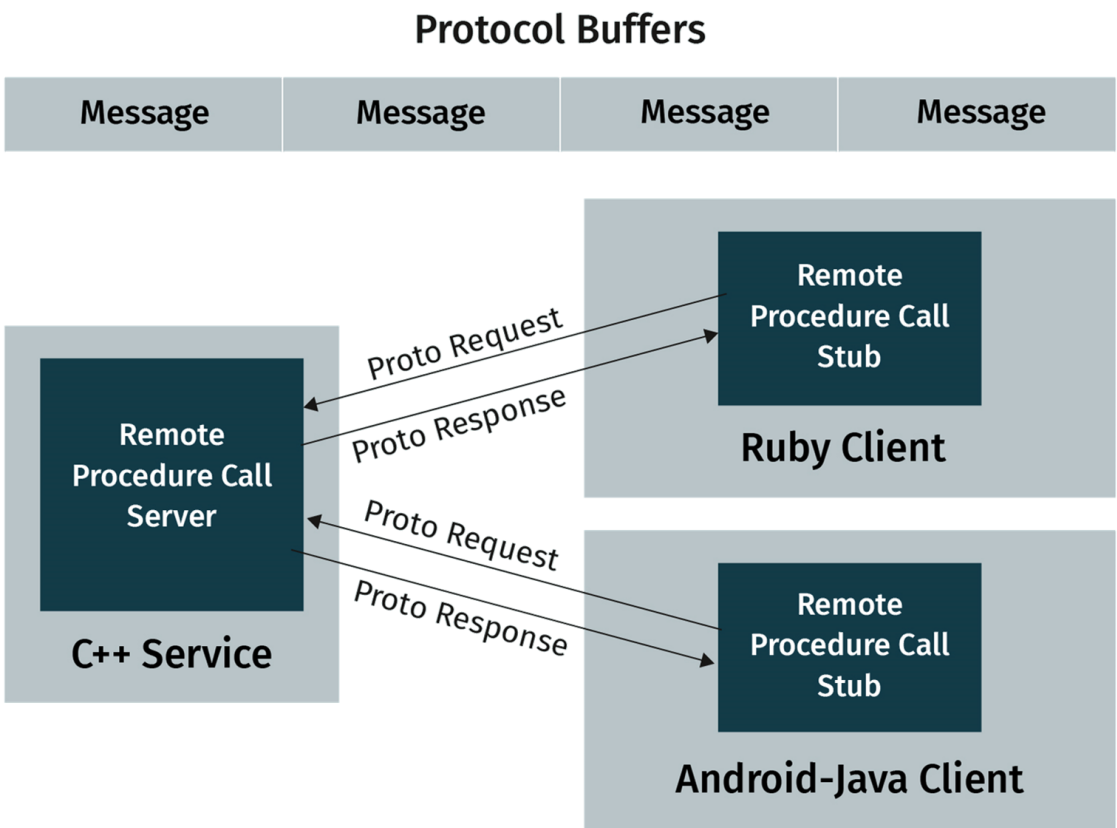 Protocol Buffers
Message Message Message Message
Remote
Procedure Call
Stub
Ruby Client
Proto Request
Proto Response
Remote
Procedure Call
Server
C++ Service
Proto Request
Proto Response
Remote
Procedure Call
Stub
Android-Java Client